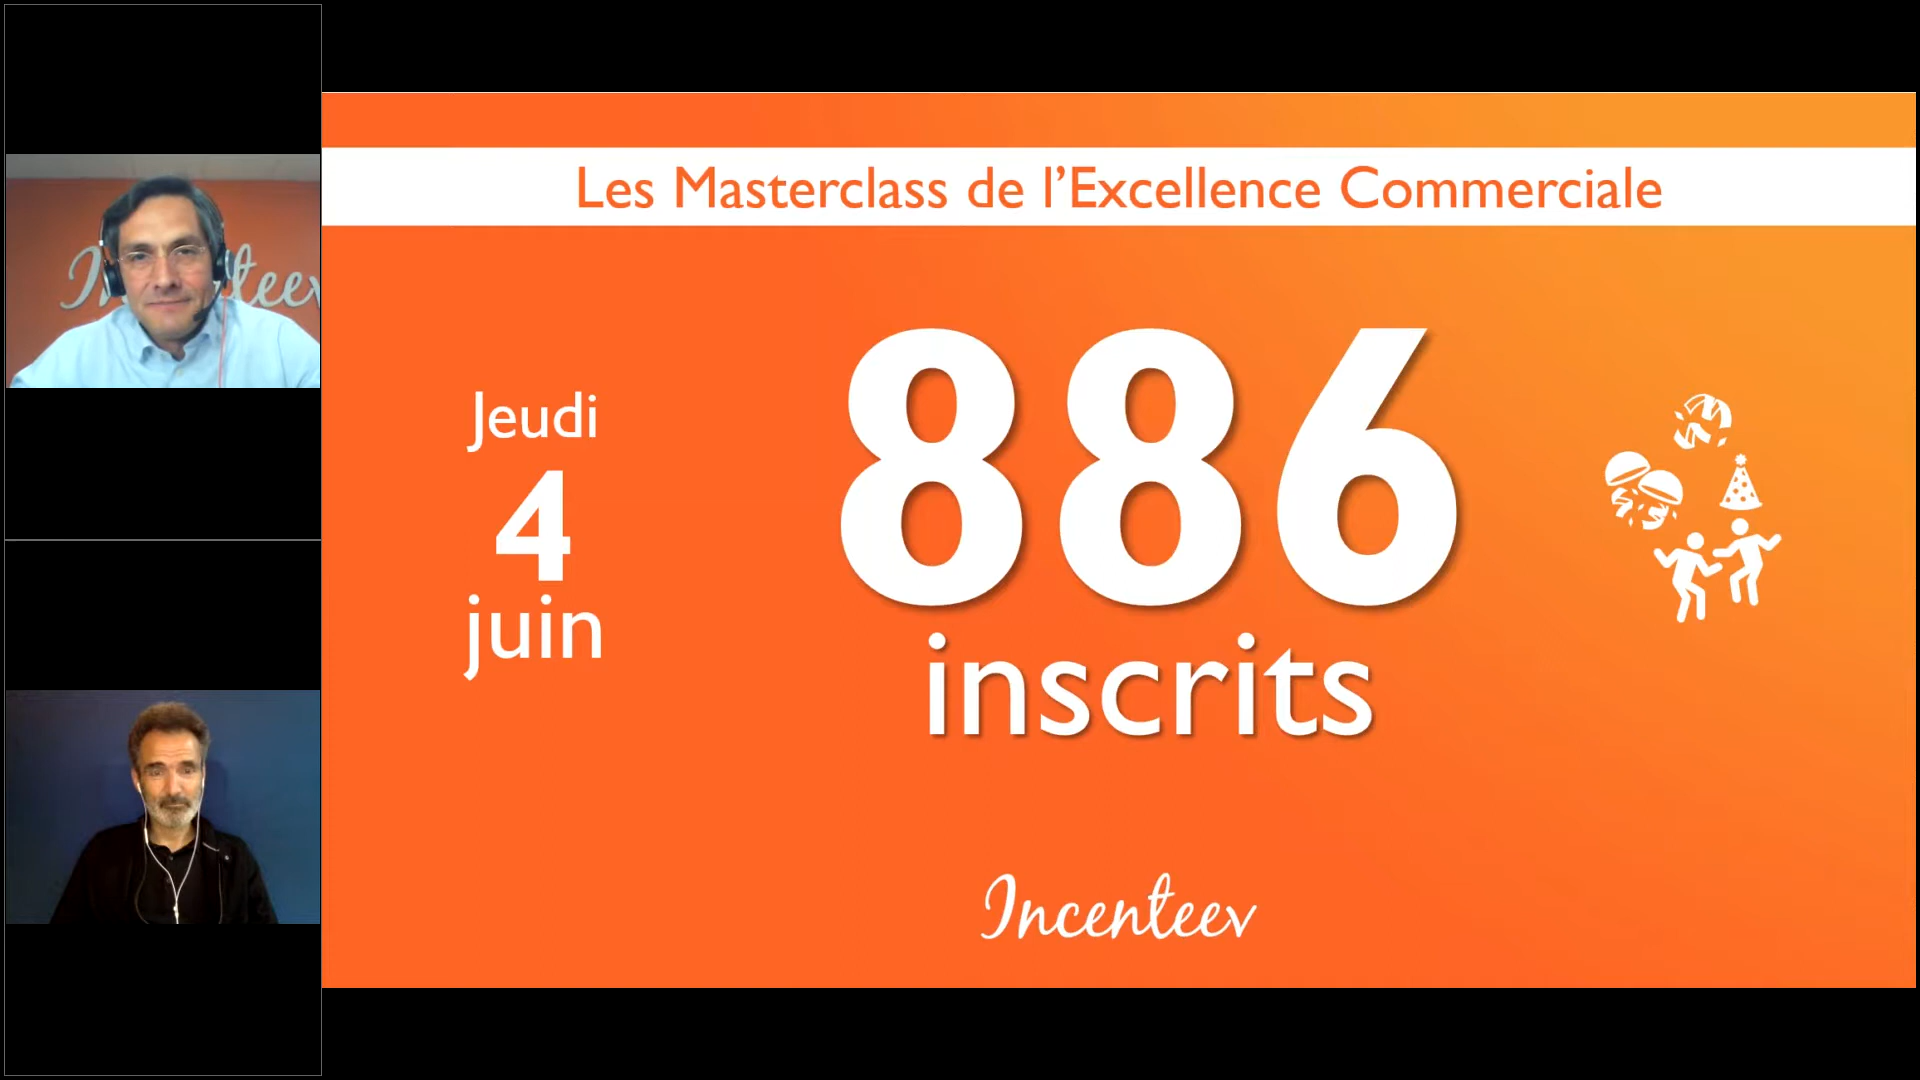 Les Masterclass de l'Excellence Commerciale
Jeudi
4
juin
886
inscrits
Incenteev